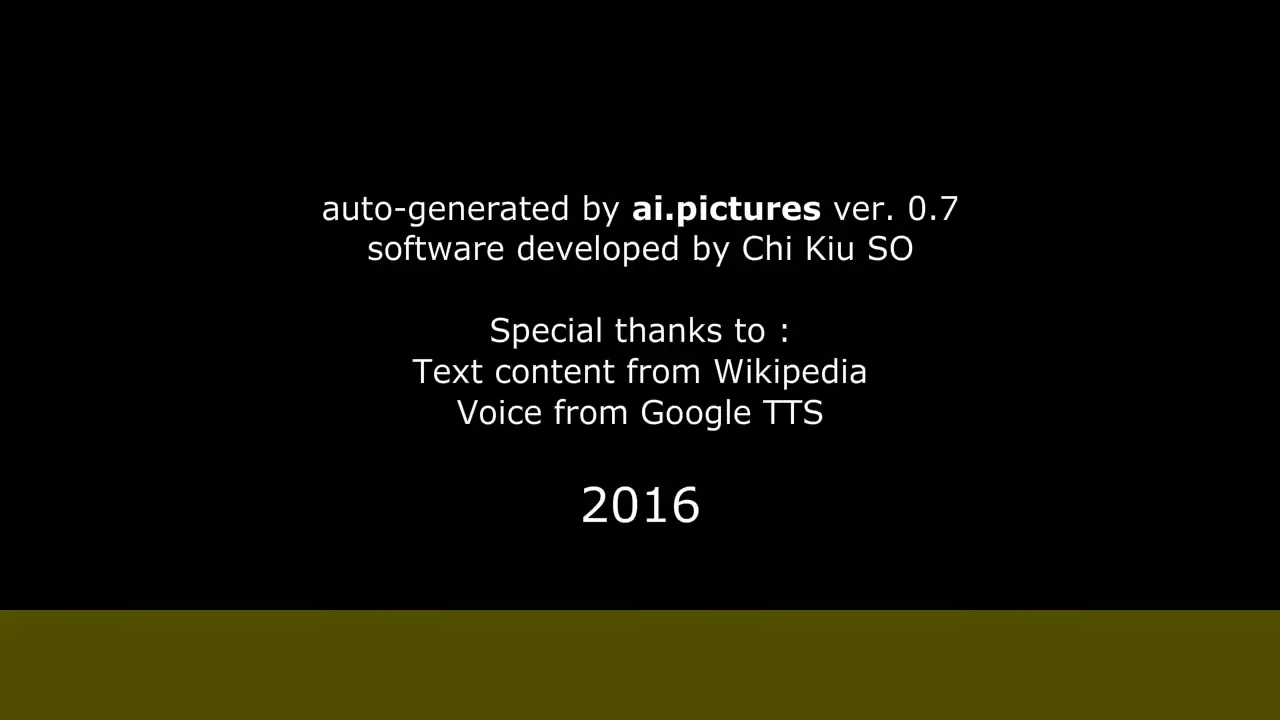 auto-generated by ai.pictures ver. 0.7
software developed by Chi Kiu SO
Special thanks to :
Text content from Wikipedia
Voice from Google TTS
2016